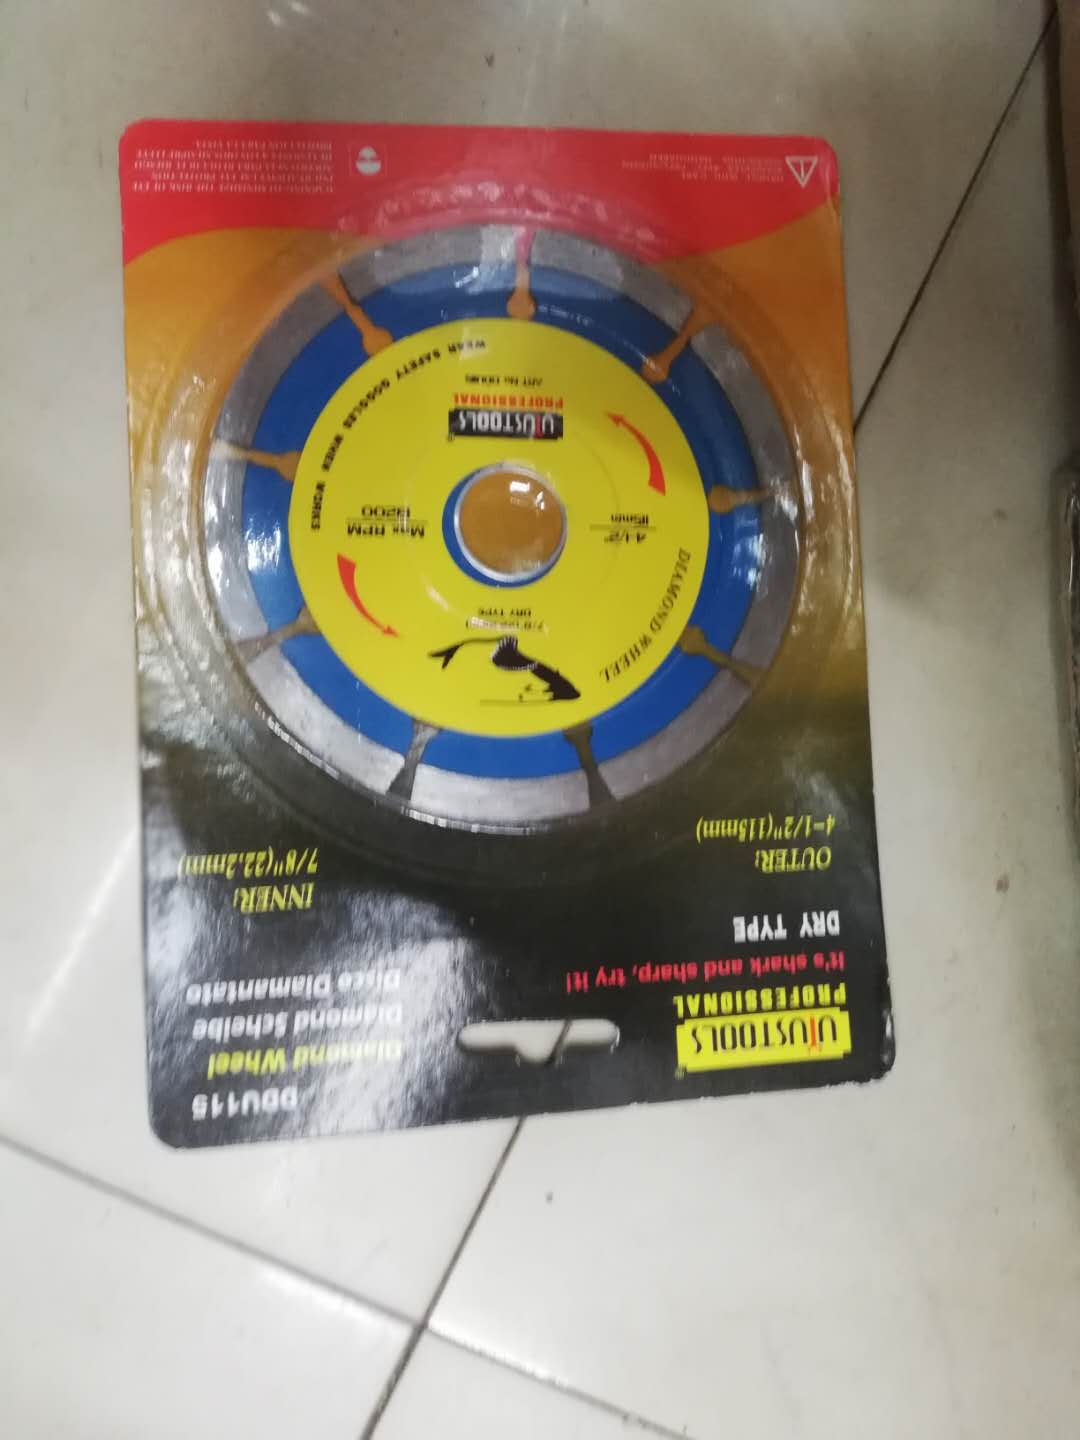 UYUSTOOLS
PROFESSIONAL
It's shark and sharp, try it!
DRY TYPE
OUTER:
4-1/2"(115mm)
DDU115
Diamond Wheel
Diamond Scheibe
Disco Diamantato
INNER:
7/8"(22.2mm)
DIAMOND WHEEL
DRY TYPE
4-1/2"
115mm
Max RPM
13200
UYUSTOOLS
PROFESSIONAL
WEAR SAFETY GOGGLES WHEN WORKS